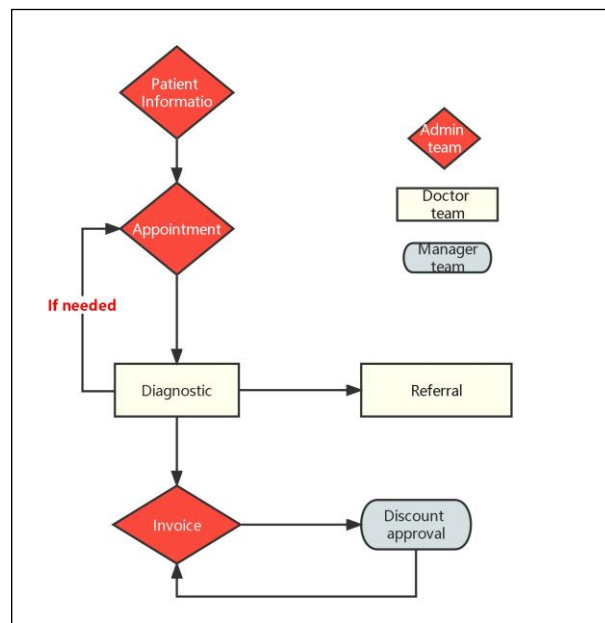 Patient
Informatio
Admin
team
Appointment
Doctor
team
Manager
team
If needed
Diagnostic
Referral
Invoice
Discount
approval